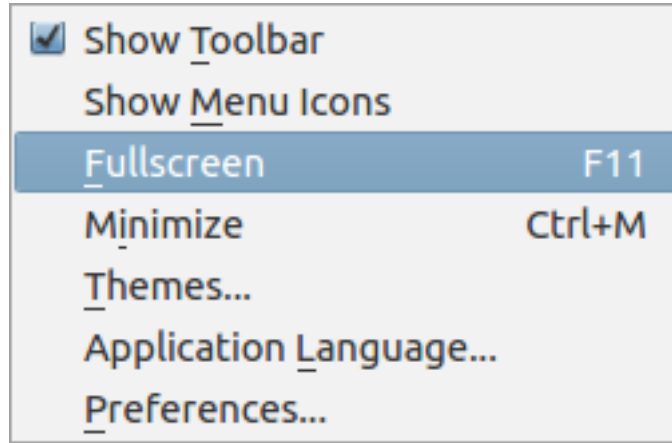 Show Toolbar
Show Menu Icons
Fullscreen F11
Minimize Ctrl+M
Themes...
Application Language...
Preferences...